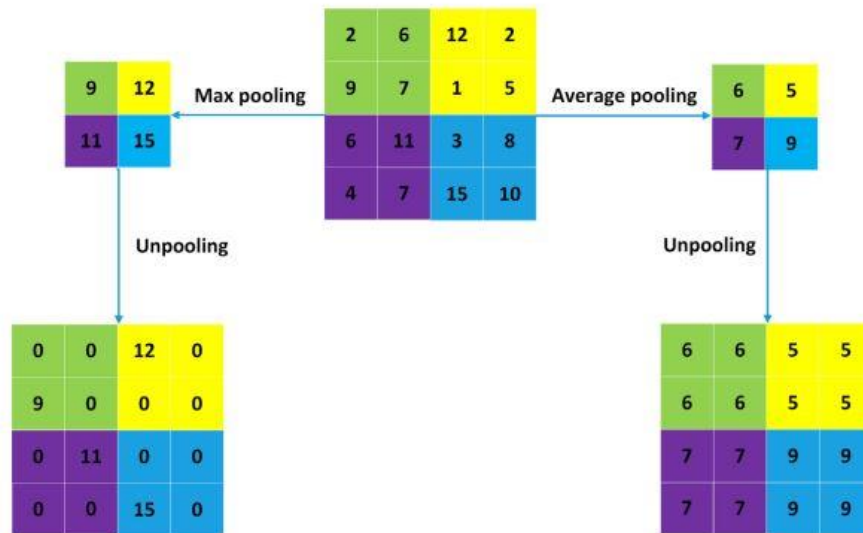 2 6 12 2
9 7 1 5
6 11 3 8
4 7 15 10
Max pooling
9 12
11 15
Average pooling
6 5
7 9
Unpooling
0 0 12 0
9 0 0 0
0 11 0 0
0 0 15 0
Unpooling
6 6 5 5
6 6 5 5
7 7 9 9
7 7 9 9